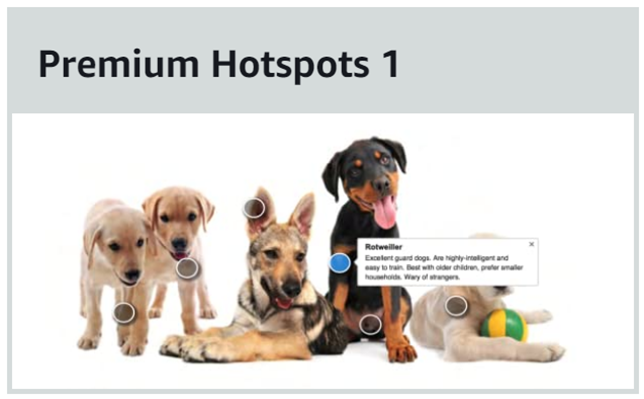 Premium Hotspots 1
Rotweiller
Excellent guard dogs. Are highly-intelligent and
easy to train. Best with older children, prefer smaller
households. Wary of strangers.